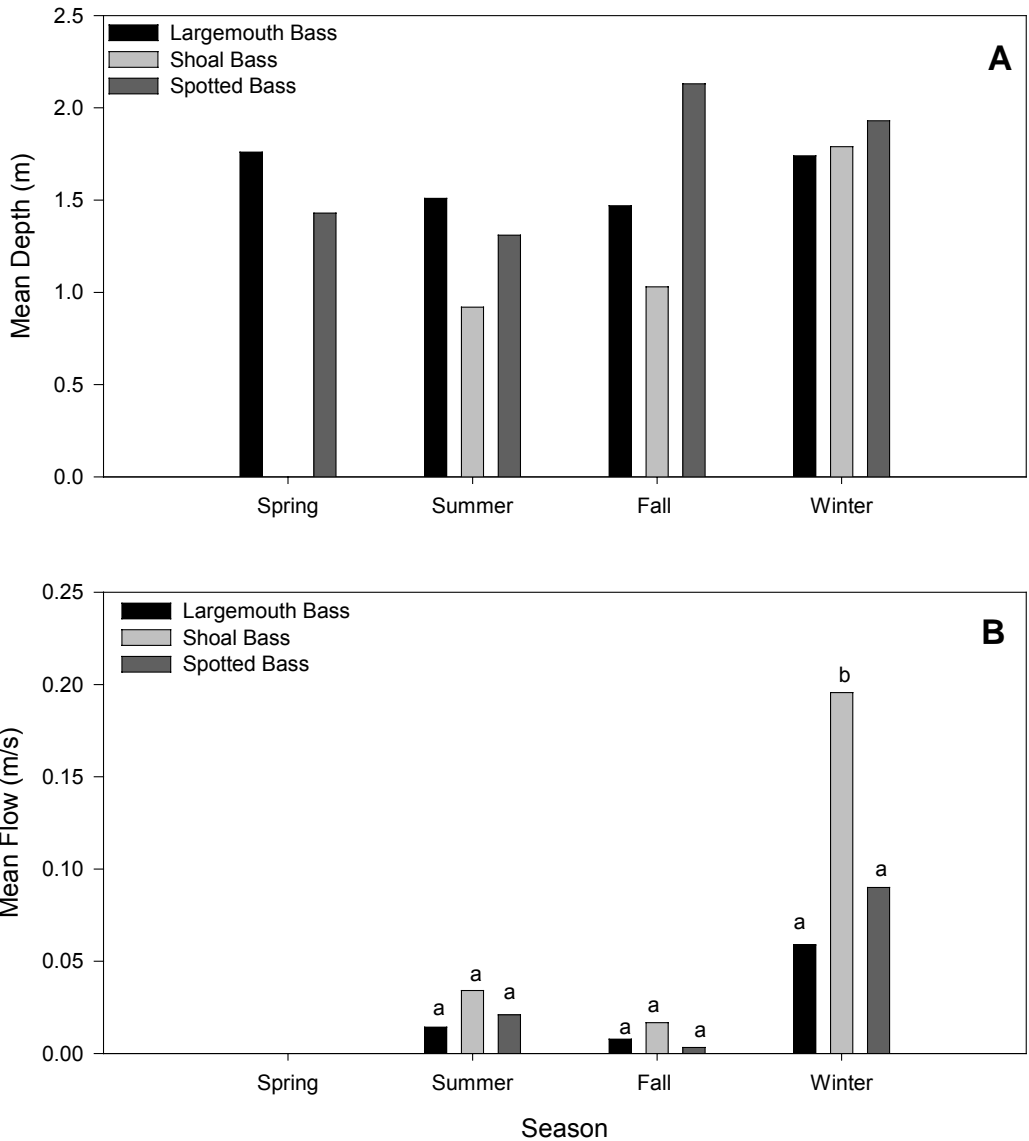 2.5
Largemouth Bass
Shoal Bass
Spotted Bass
A
2.0
1.5
1.0
0.5
0.0
Mean Depth (m)
Spring Summer Fall Winter
0.25
Largemouth Bass
Shoal Bass
Spotted Bass
B
0.20
0.15
0.10
0.05
0.00
Mean Flow (m/s)
a a a a a a a b a
Spring Summer Fall Winter
Season